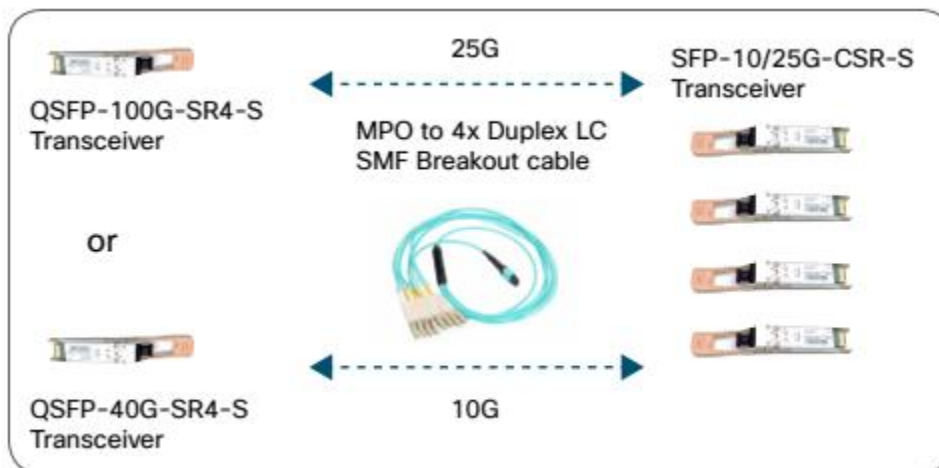 QSFP-100G-SR4-S
Transceiver
or
QSFP-40G-SR4-S
Transceiver
25G
MPO to 4x Duplex LC
SMF Breakout cable
10G
SFP-10/25G-CSR-S
Transceiver